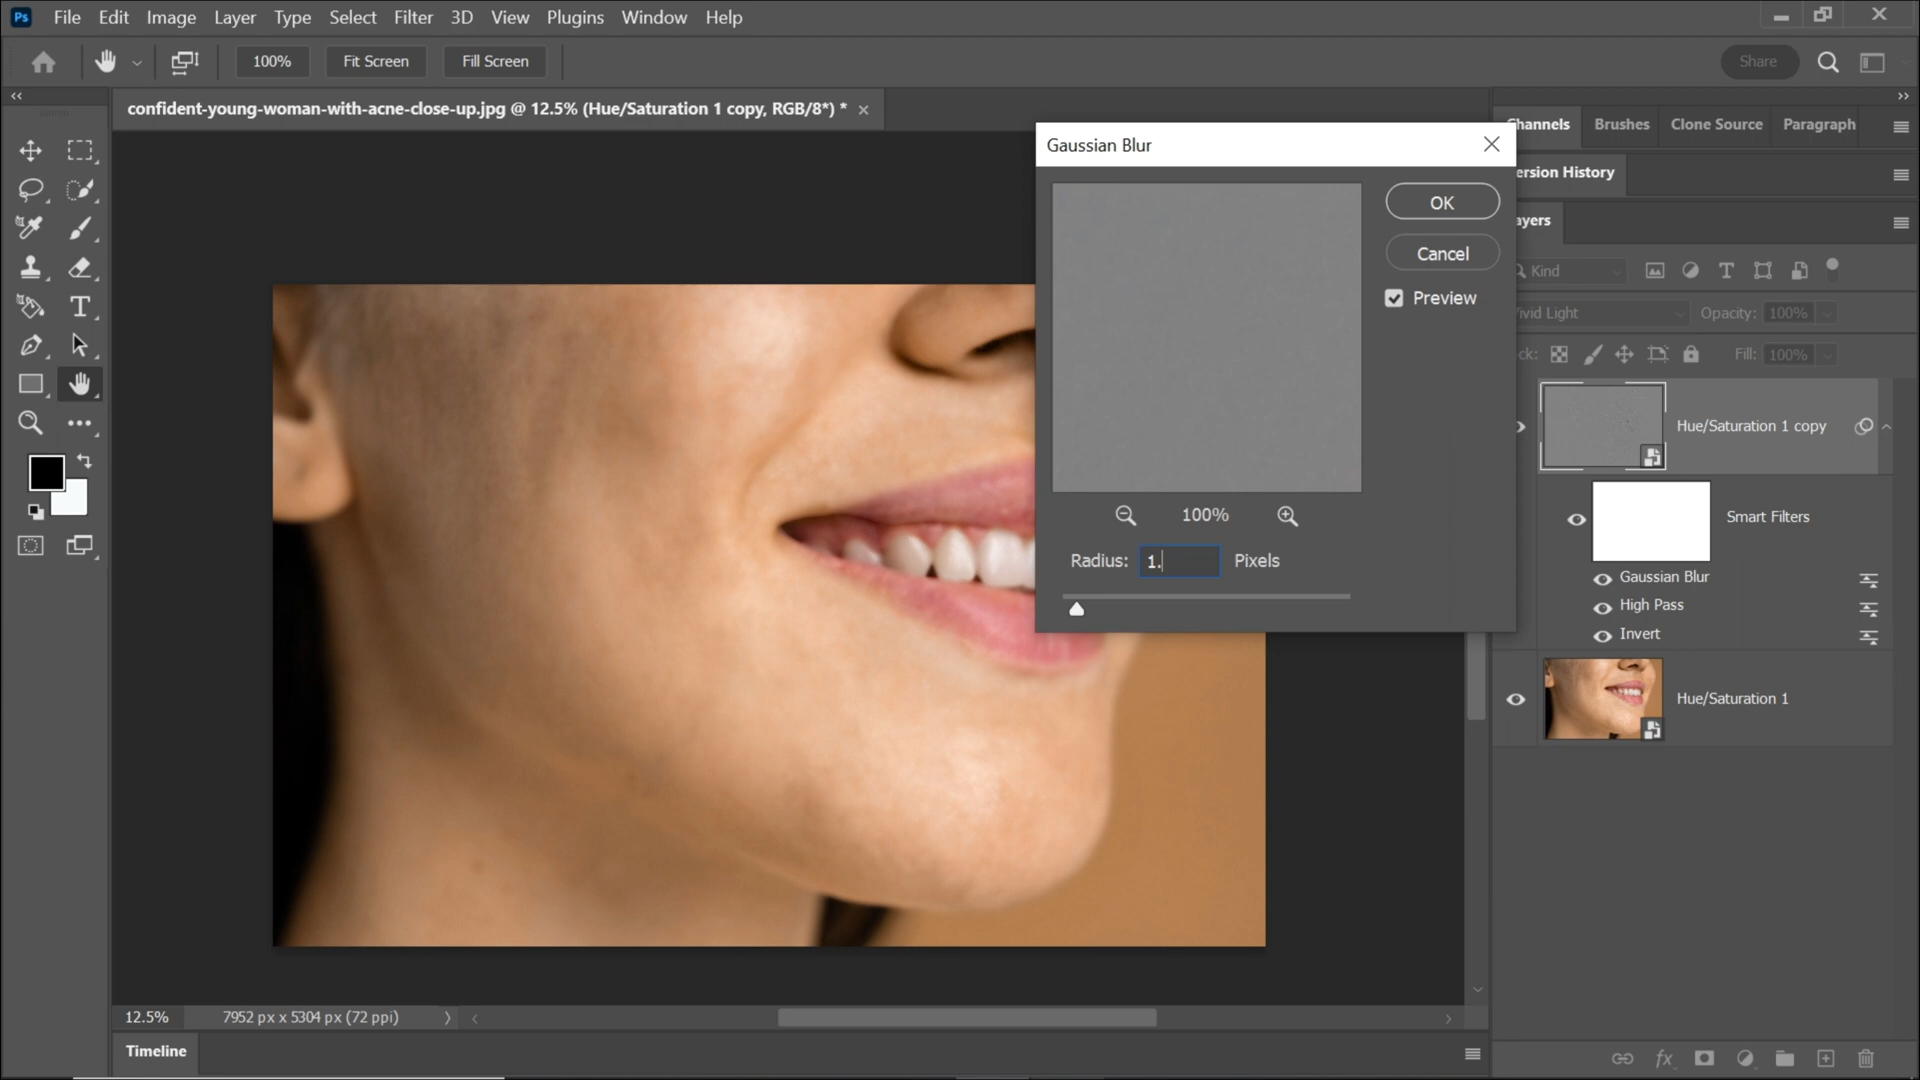 Ps File Edit Image Layer Type Select Filter 3D View Plugins Window Help
100% Fit Screen Fill Screen Share
confident-young-woman-with-acne-close-up.jpg @ 12.5% (Hue/Saturation 1 copy, RGB/8*) *
Gaussian Blur
OK
Cancel
Preview
100%
Radius: 1. Pixels
hannels Brushes Clone Source Paragraph
ersion History
ayers
Kind
ivid Light Opacity: 100%
ck: Fill: 100%
Hue/Saturation 1 copy
Smart Filters
Gaussian Blur
High Pass
Invert
Hue/Saturation 1
T
12.5% 7952 px x 5304 px (72 ppi)
Timeline
fx